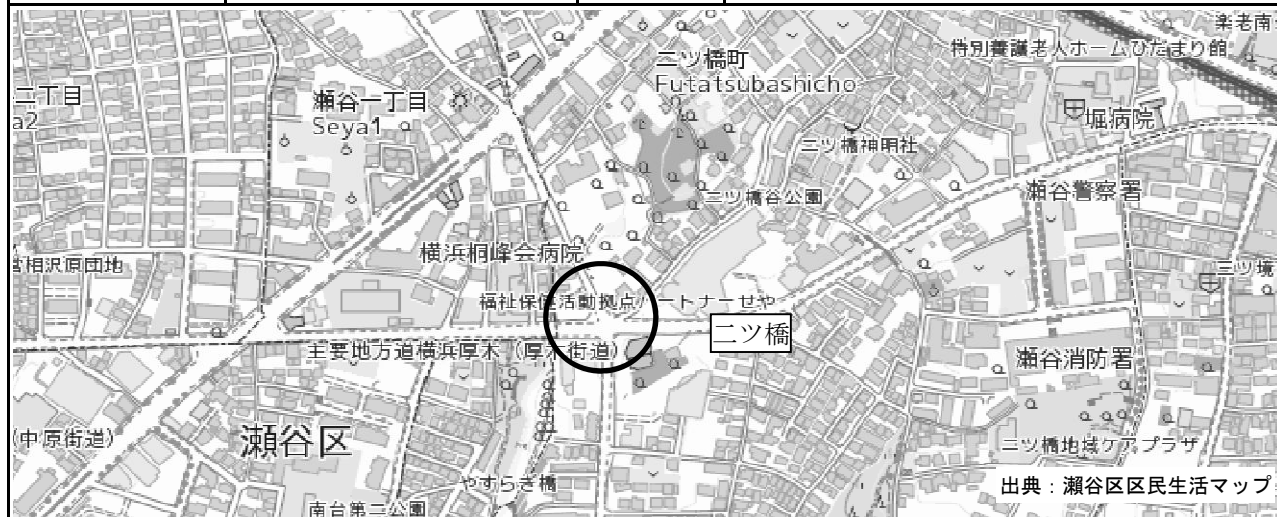 楽老南
二ツ橋町
Futatsubashicho
特別養護老人ホームひだまり館
二丁目
a2
瀬谷一丁目
Seya1
堀病院
二ツ橋神明社
二ツ橋谷公園
瀬谷警察署
横浜桐峰会病院
営相沢原団地
三ツ境
福祉保健活動拠点パートナーせや
二ツ橋
主要地方道横浜厚木（厚木街道）
瀬谷消防署
（中原街道）
瀬谷区
二ツ橋地域ケアプラザ
やすらぎ橋
出典：瀬谷区区民生活マップ
南台第二公園